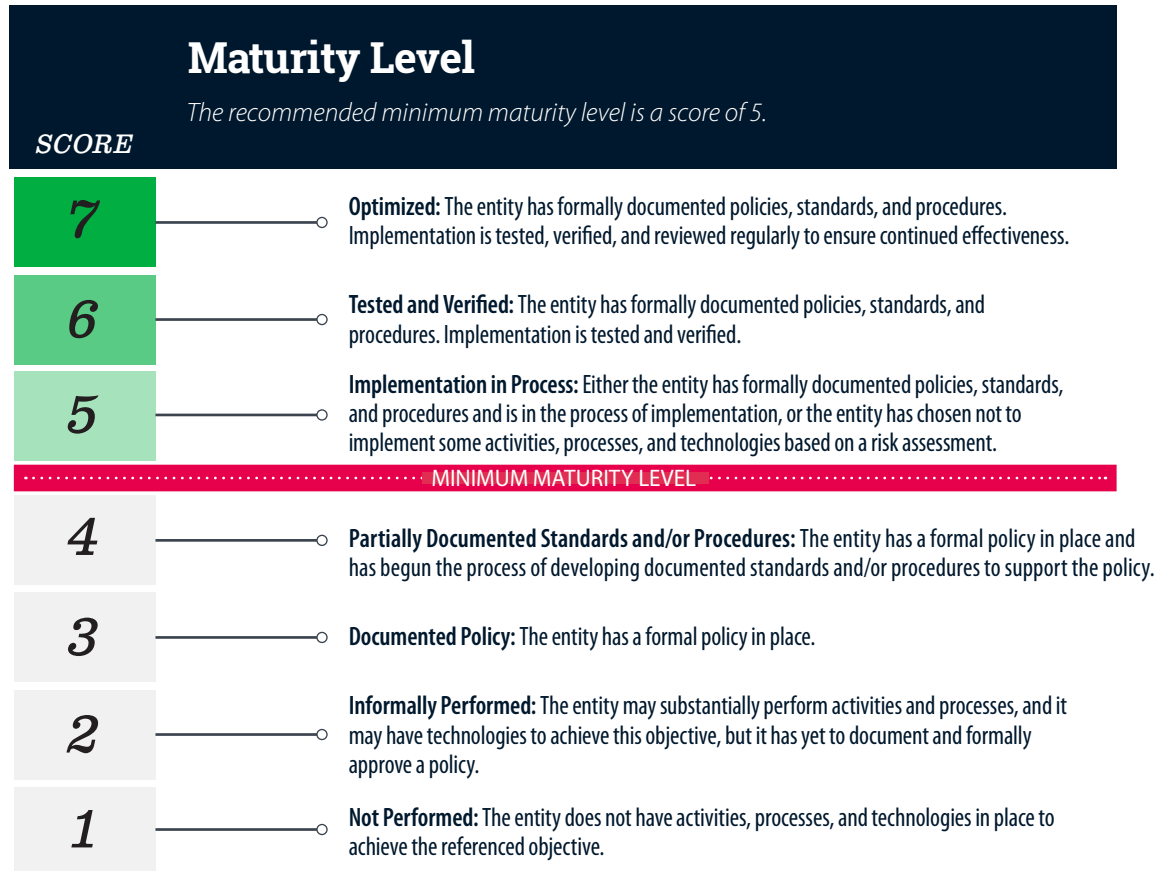 Maturity Level
The recommended minimum maturity level is a score of 5.
SCORE
7
Optimized: The entity has formally documented policies, standards, and procedures.
Implementation is tested, verified, and reviewed regularly to ensure continued effectiveness.
6
Tested and Verified: The entity has formally documented policies, standards, and
procedures. Implementation is tested and verified.
5
Implementation in Process: Either the entity has formally documented policies, standards,
and procedures and is in the process of implementation, or the entity has chosen not to
implement some activities, processes, and technologies based on a risk assessment.
MINIMUM MATURITY LEVEL
4
Partially Documented Standards and/or Procedures: The entity has a formal policy in place and
has begun the process of developing documented standards and/or procedures to support the policy.
3
Documented Policy: The entity has a formal policy in place.
2
Informally Performed: The entity may substantially perform activities and processes, and it
may have technologies to achieve this objective, but it has yet to document and formally
approve a policy.
1
Not Performed: The entity does not have activities, processes, and technologies in place to
achieve the referenced objective.